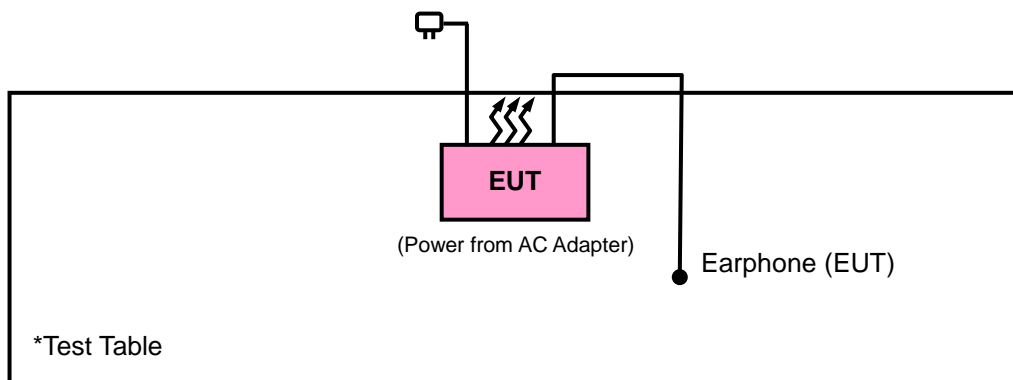 EUT
(Power from AC Adapter)
Earphone (EUT)
*Test Table